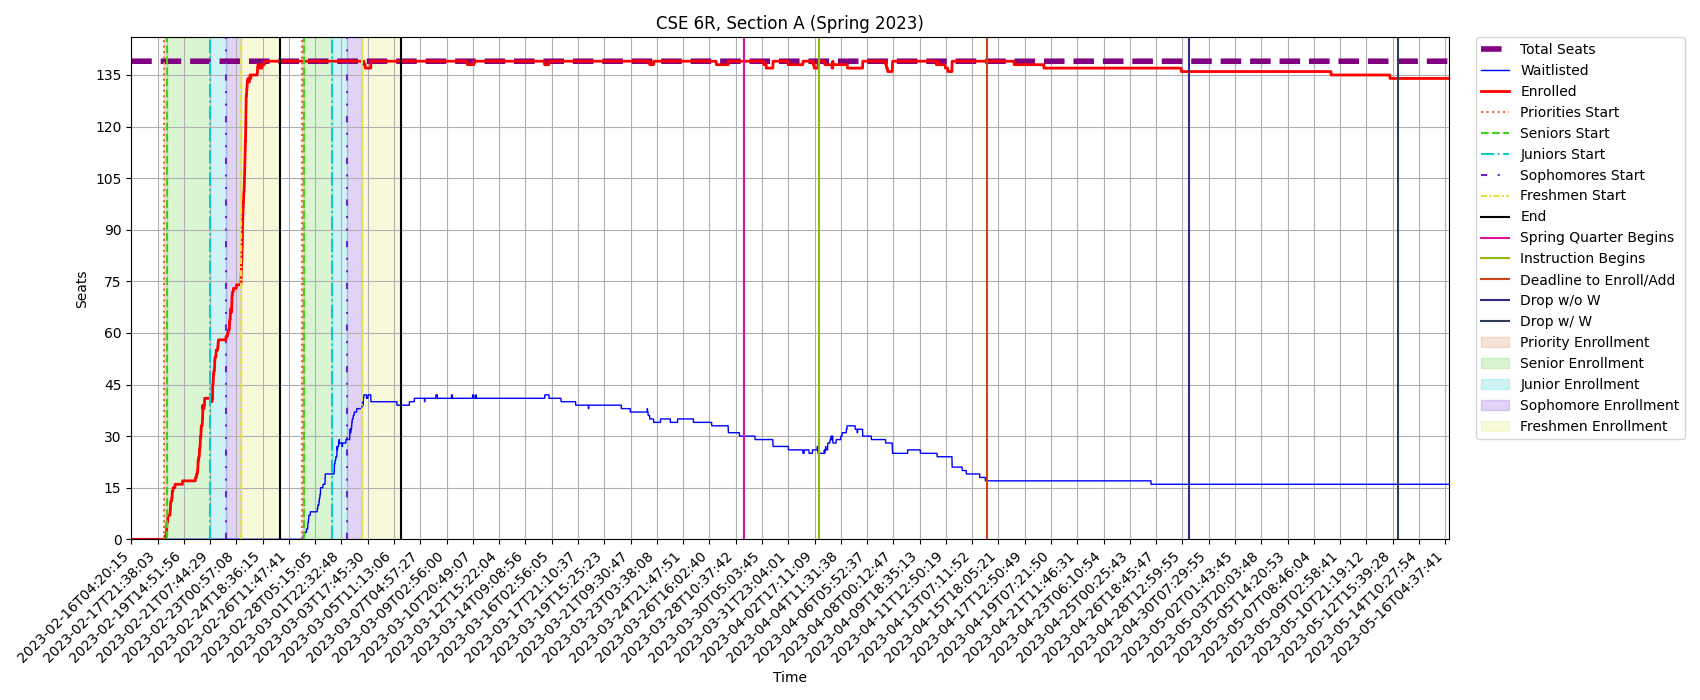 CSE 6R, Section A (Spring 2023)
Seats
135
120
105
90
75
60
45
30
15
0
2023-02-16T04:20:15
2023-02-17T21:38:03
2023-02-19T14:51:56
2023-02-21T07:44:29
2023-02-23T00:57:08
2023-02-24T18:36:15
2023-02-26T11:47:41
2023-02-28T05:15:05
2023-03-01T22:32:48
2023-03-03T17:45:30
2023-03-05T11:13:06
2023-03-07T04:57:27
2023-03-09T02:56:00
2023-03-10T20:49:07
2023-03-12T15:22:04
2023-03-14T09:08:56
2023-03-16T02:56:05
2023-03-17T21:10:37
2023-03-19T15:25:23
2023-03-21T09:30:47
2023-03-23T03:38:08
2023-03-24T21:47:51
2023-03-26T16:02:40
2023-03-28T10:37:42
2023-03-30T05:03:45
2023-03-31T23:04:01
2023-04-02T17:11:09
2023-04-04T11:31:38
2023-04-06T05:52:37
2023-04-08T00:12:47
2023-04-09T18:35:13
2023-04-11T12:50:19
2023-04-13T07:11:52
2023-04-15T18:05:21
2023-04-17T12:50:49
2023-04-19T07:21:50
2023-04-21T11:46:31
2023-04-23T06:10:54
2023-04-25T00:25:43
2023-04-26T18:45:47
2023-04-28T12:59:55
2023-04-30T07:29:55
2023-05-02T01:43:45
2023-05-03T20:03:48
2023-05-05T14:20:53
2023-05-07T08:46:04
2023-05-09T02:58:41
2023-05-10T21:19:12
2023-05-12T15:39:28
2023-05-14T10:27:54
2023-05-16T04:37:41
Time
Total Seats
Waitlisted
Enrolled
Priorities Start
Seniors Start
Juniors Start
Sophomores Start
Freshmen Start
End
Spring Quarter Begins
Instruction Begins
Deadline to Enroll/Add
Drop w/o W
Drop w/ W
Priority Enrollment
Senior Enrollment
Junior Enrollment
Sophomore Enrollment
Freshmen Enrollment